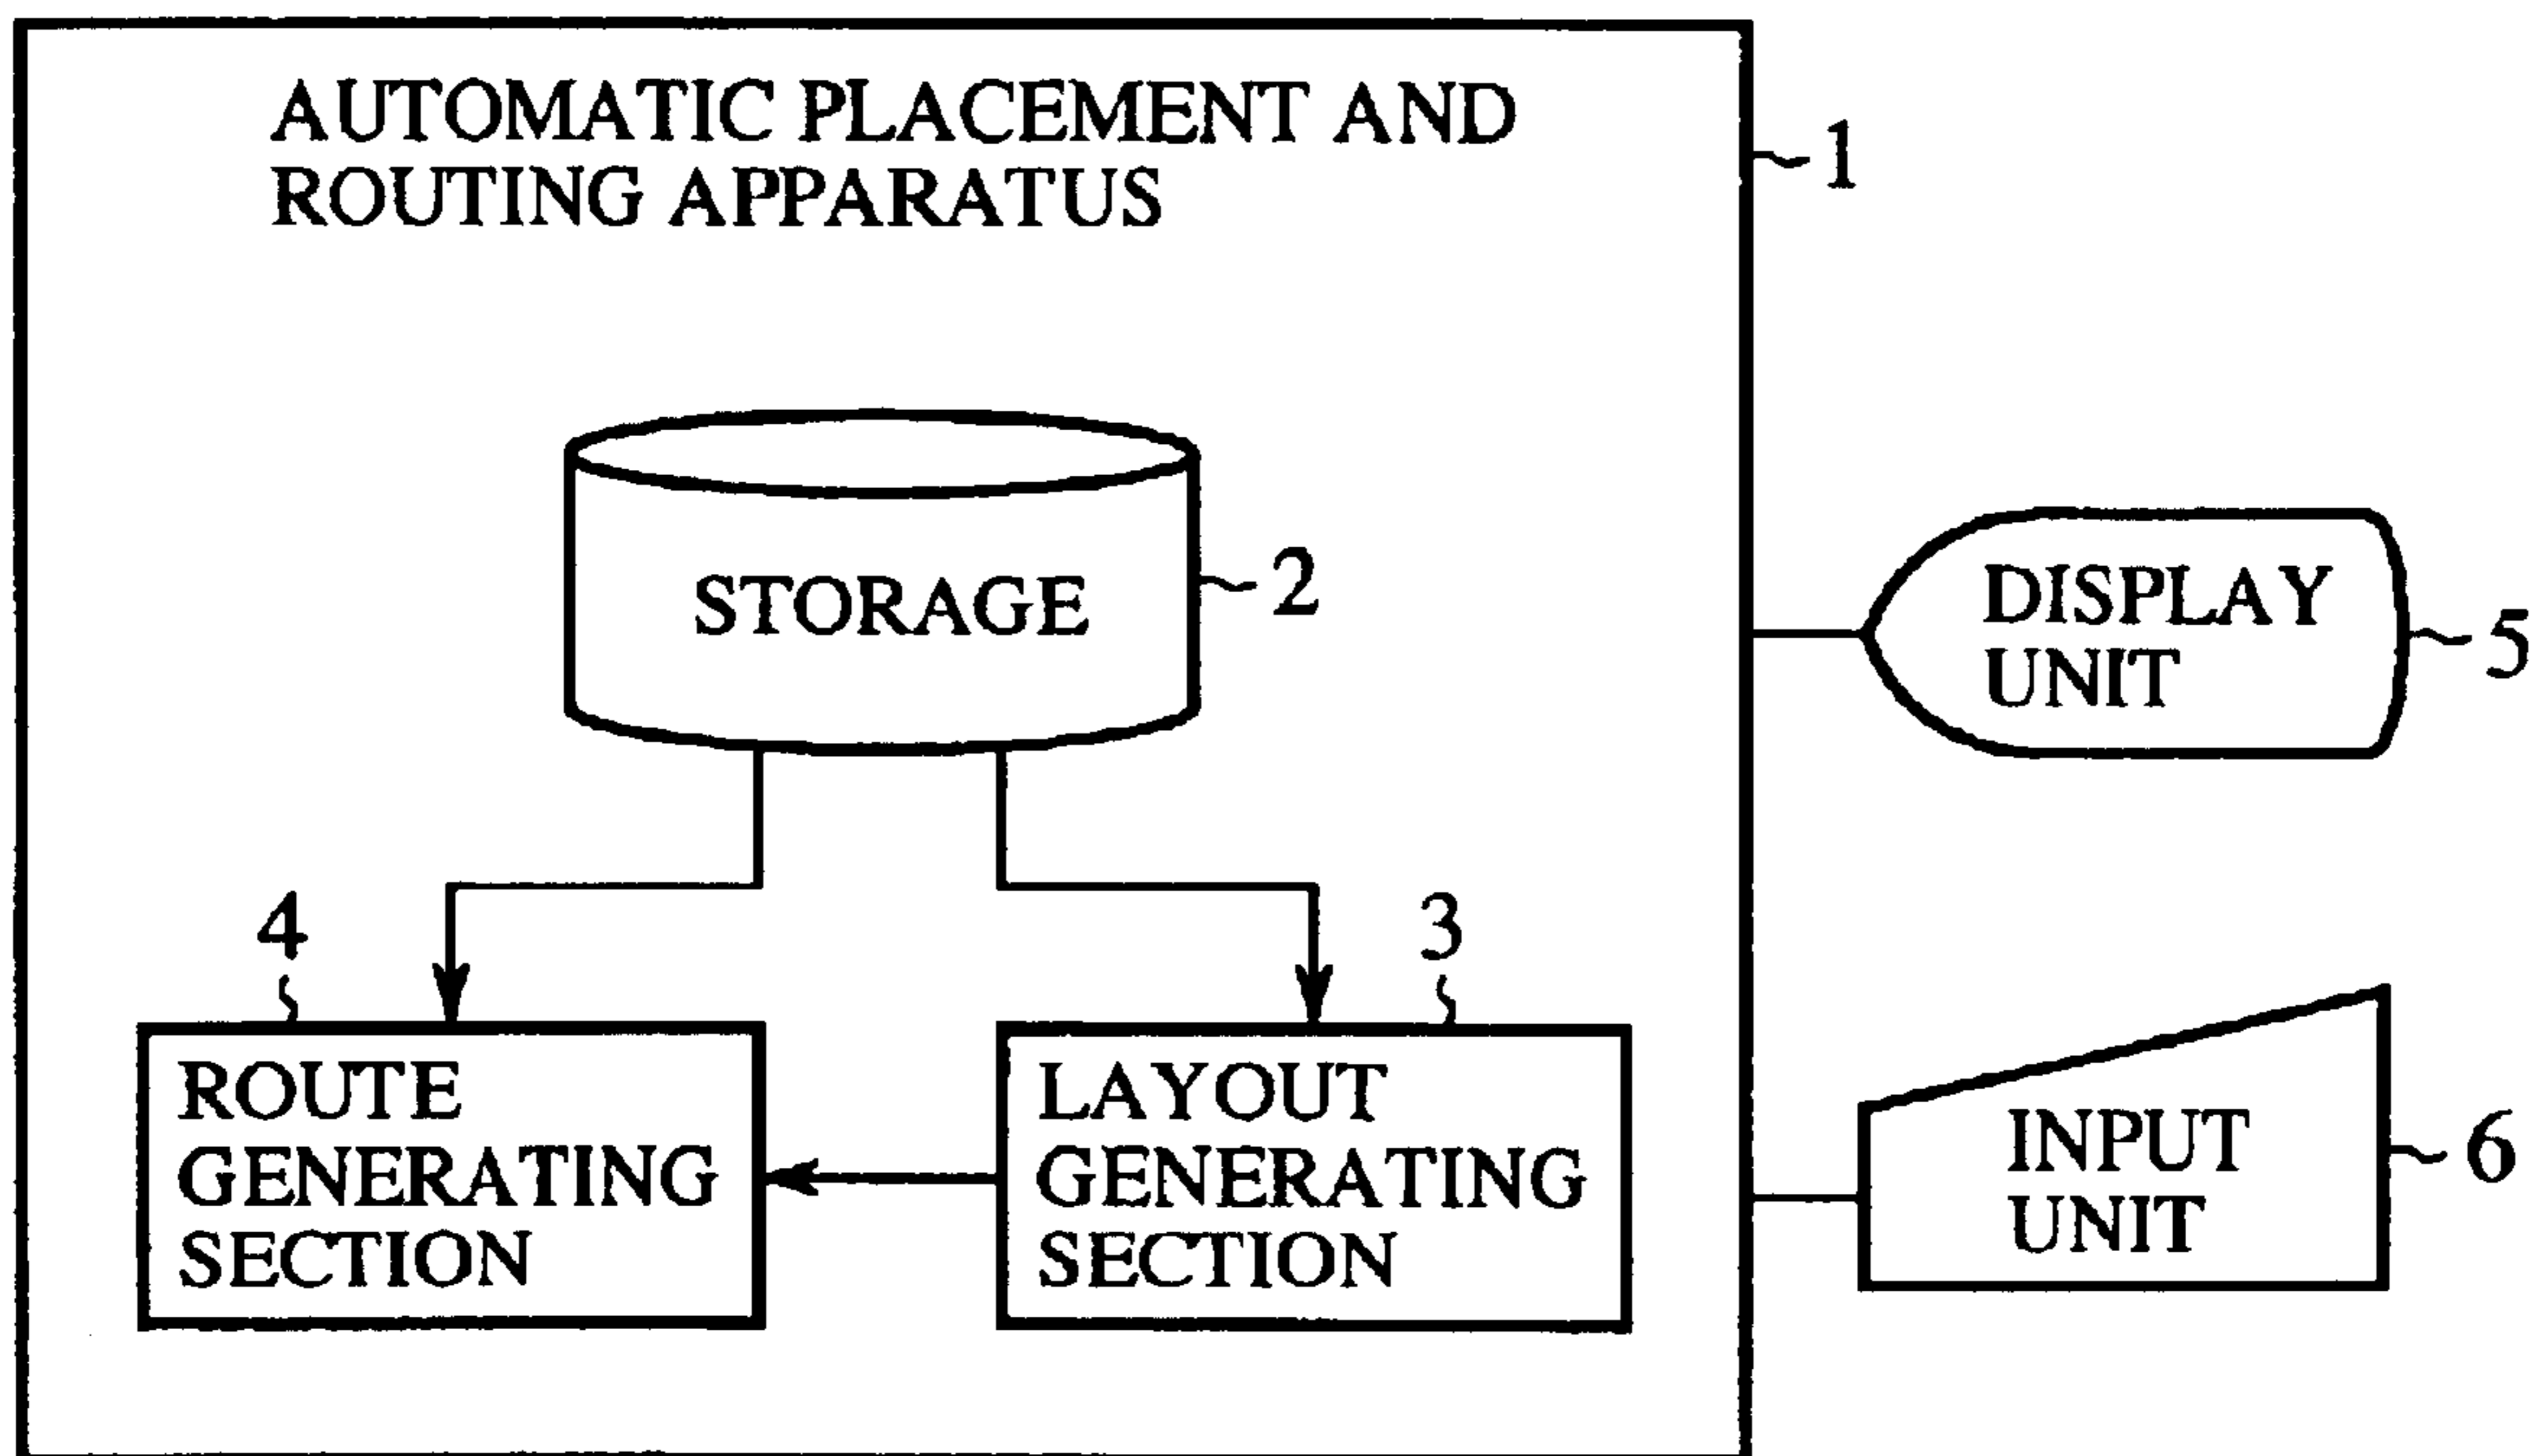 AUTOMATIC PLACEMENT AND
ROUTING APPARATUS
1
STORAGE
2
DISPLAY
UNIT
5
4
ROUTE
GENERATING
SECTION
3
LAYOUT
GENERATING
SECTION
INPUT
UNIT
6